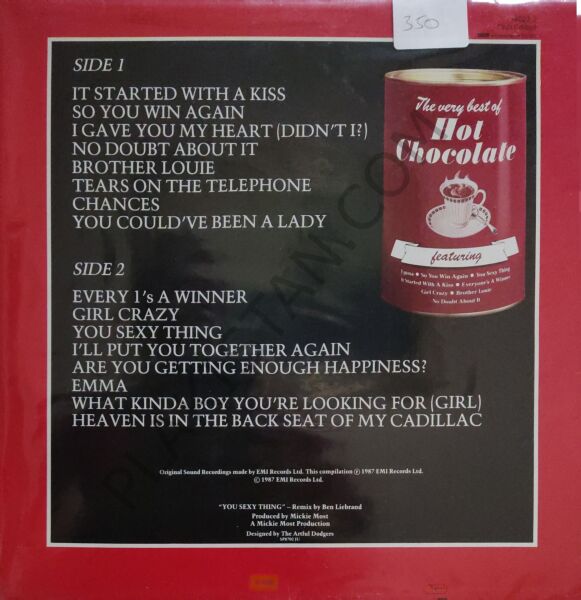 350
SIDE 1
IT STARTED WITH A KISS
SO YOU WIN AGAIN
I GAVE YOU MY HEART (DIDN'T I?)
NO DOUBT ABOUT IT
BROTHER LOUIE
TEARS ON THE TELEPHONE
CHANCES
YOU COULD'VE BEEN A LADY
The very best of
Hot
Chocolate
featuring
Emma • So You Win Again • You Sexy Thing
It Started With A Kiss • Everyone's A Winner
Girl Crazy • Brother Louie
No Doubt About It
SIDE 2
EVERY 1's A WINNER
GIRL CRAZY
YOU SEXY THING
I'LL PUT YOU TOGETHER AGAIN
ARE YOU GETTING ENOUGH HAPPINESS?
EMMA
WHAT KINDA BOY YOU'RE LOOKING FOR (GIRL)
HEAVEN IS IN THE BACK SEAT OF MY CADILLAC
Original Sound Recordings made by EMI Records Ltd. This compilation ℗ 1987 EMI Records Ltd.
© 1987 EMI Records Ltd.
"YOU SEXY THING" – Remix by Ben Liebrand
Produced by Mickie Most
A Mickie Most Production
Designed by The Artful Dodgers